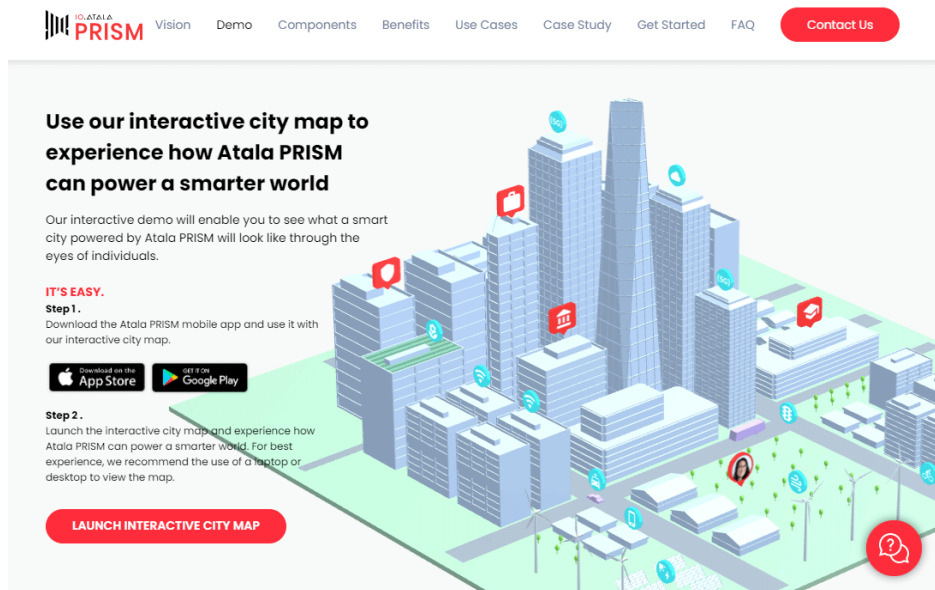 IO.ATALA
PRISM
Vision
Demo
Components
Benefits
Use Cases
Case Study
Get Started
FAQ
Contact Us
Use our interactive city map to
experience how Atala PRISM
can power a smarter world
Our interactive demo will enable you to see what a smart
city powered by Atala PRISM will look like through the
eyes of individuals.
IT'S EASY.
Step 1 .
Download the Atala PRISM mobile app and use it with
our interactive city map.
Download on the
App Store
GET IT ON
Google Play
Step 2 .
Launch the interactive city map and experience how
Atala PRISM can power a smarter world. For best
experience, we recommend the use of a laptop or
desktop to view the map.
LAUNCH INTERACTIVE CITY MAP
5G
5G
?